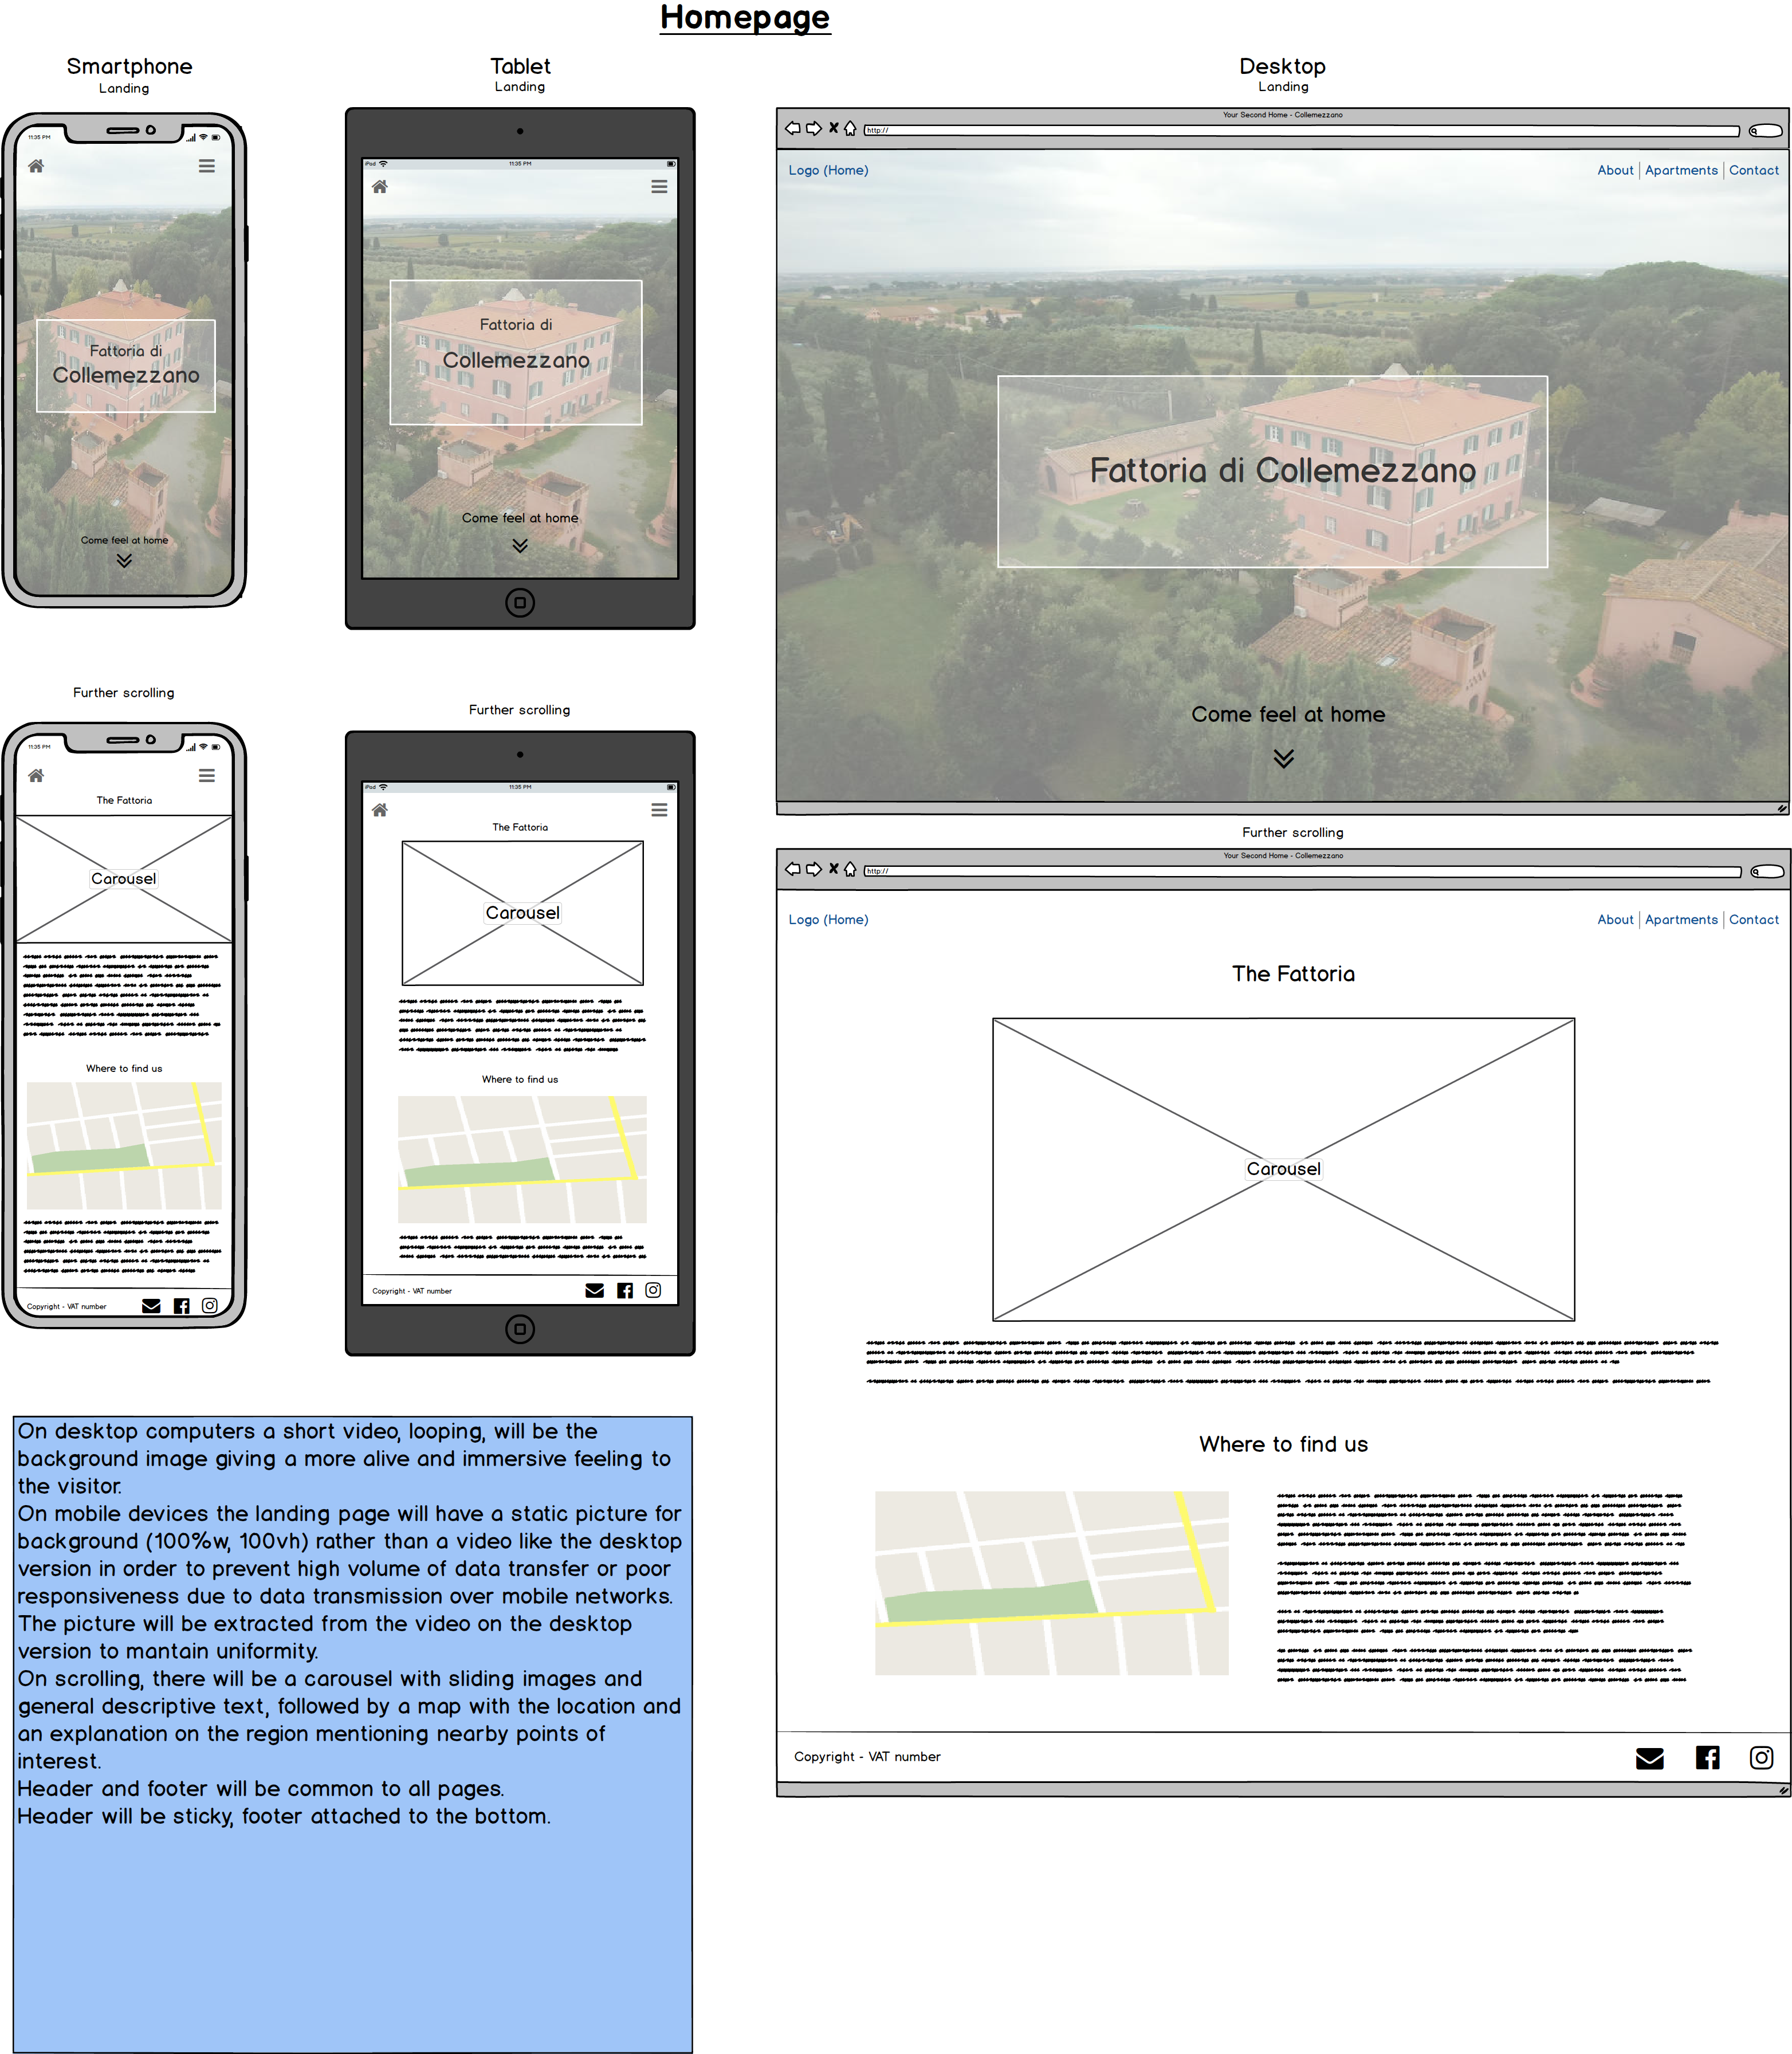 Homepage
Smartphone
Landing
11:35 PM
Fattoria di
Collemezzano
Come feel at home
Tablet
Landing
iPod
11:35 PM
Fattoria di
Collemezzano
Come feel at home
Desktop
Landing
Your Second Home - Collemezzano
http://
Logo (Home)
About
Apartments
Contact
Fattoria di Collemezzano
Come feel at home
Further scrolling
11:35 PM
The Fattoria
Carousel
Where to find us
Copyright - VAT number
Further scrolling
iPod
11:35 PM
The Fattoria
Carousel
Where to find us
Copyright - VAT number
Further scrolling
Your Second Home - Collemezzano
http://
Logo (Home)
About
Apartments
Contact
The Fattoria
Carousel
Where to find us
Copyright - VAT number
On desktop computers a short video, looping, will be the
background image giving a more alive and immersive feeling to
the visitor.
On mobile devices the landing page will have a static picture for
background (100%w, 100vh) rather than a video like the desktop
version in order to prevent high volume of data transfer or poor
responsiveness due to data transmission over mobile networks.
The picture will be extracted from the video on the desktop
version to mantain uniformity.
On scrolling, there will be a carousel with sliding images and
general descriptive text, followed by a map with the location and
an explanation on the region mentioning nearby points of
interest.
Header and footer will be common to all pages.
Header will be sticky, footer attached to the bottom.